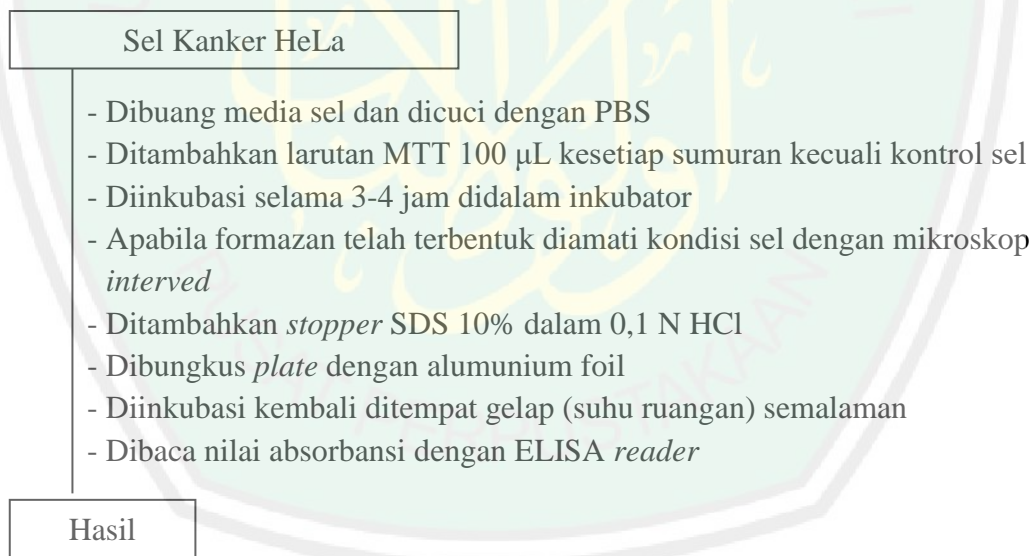 Sel Kanker HeLa
- Dibuang media sel dan dicuci dengan PBS
- Ditambahkan larutan MTT 100 μL kesetiap sumuran kecuali kontrol sel
- Diinkubasi selama 3-4 jam didalam inkubator
- Apabila formazan telah terbentuk diamati kondisi sel dengan mikroskop
interved
- Ditambahkan stopper SDS 10% dalam 0,1 N HCl
- Dibungkus plate dengan alumunium foil
- Diinkubasi kembali ditempat gelap (suhu ruangan) semalaman
- Dibaca nilai absorbansi dengan ELISA reader
Hasil